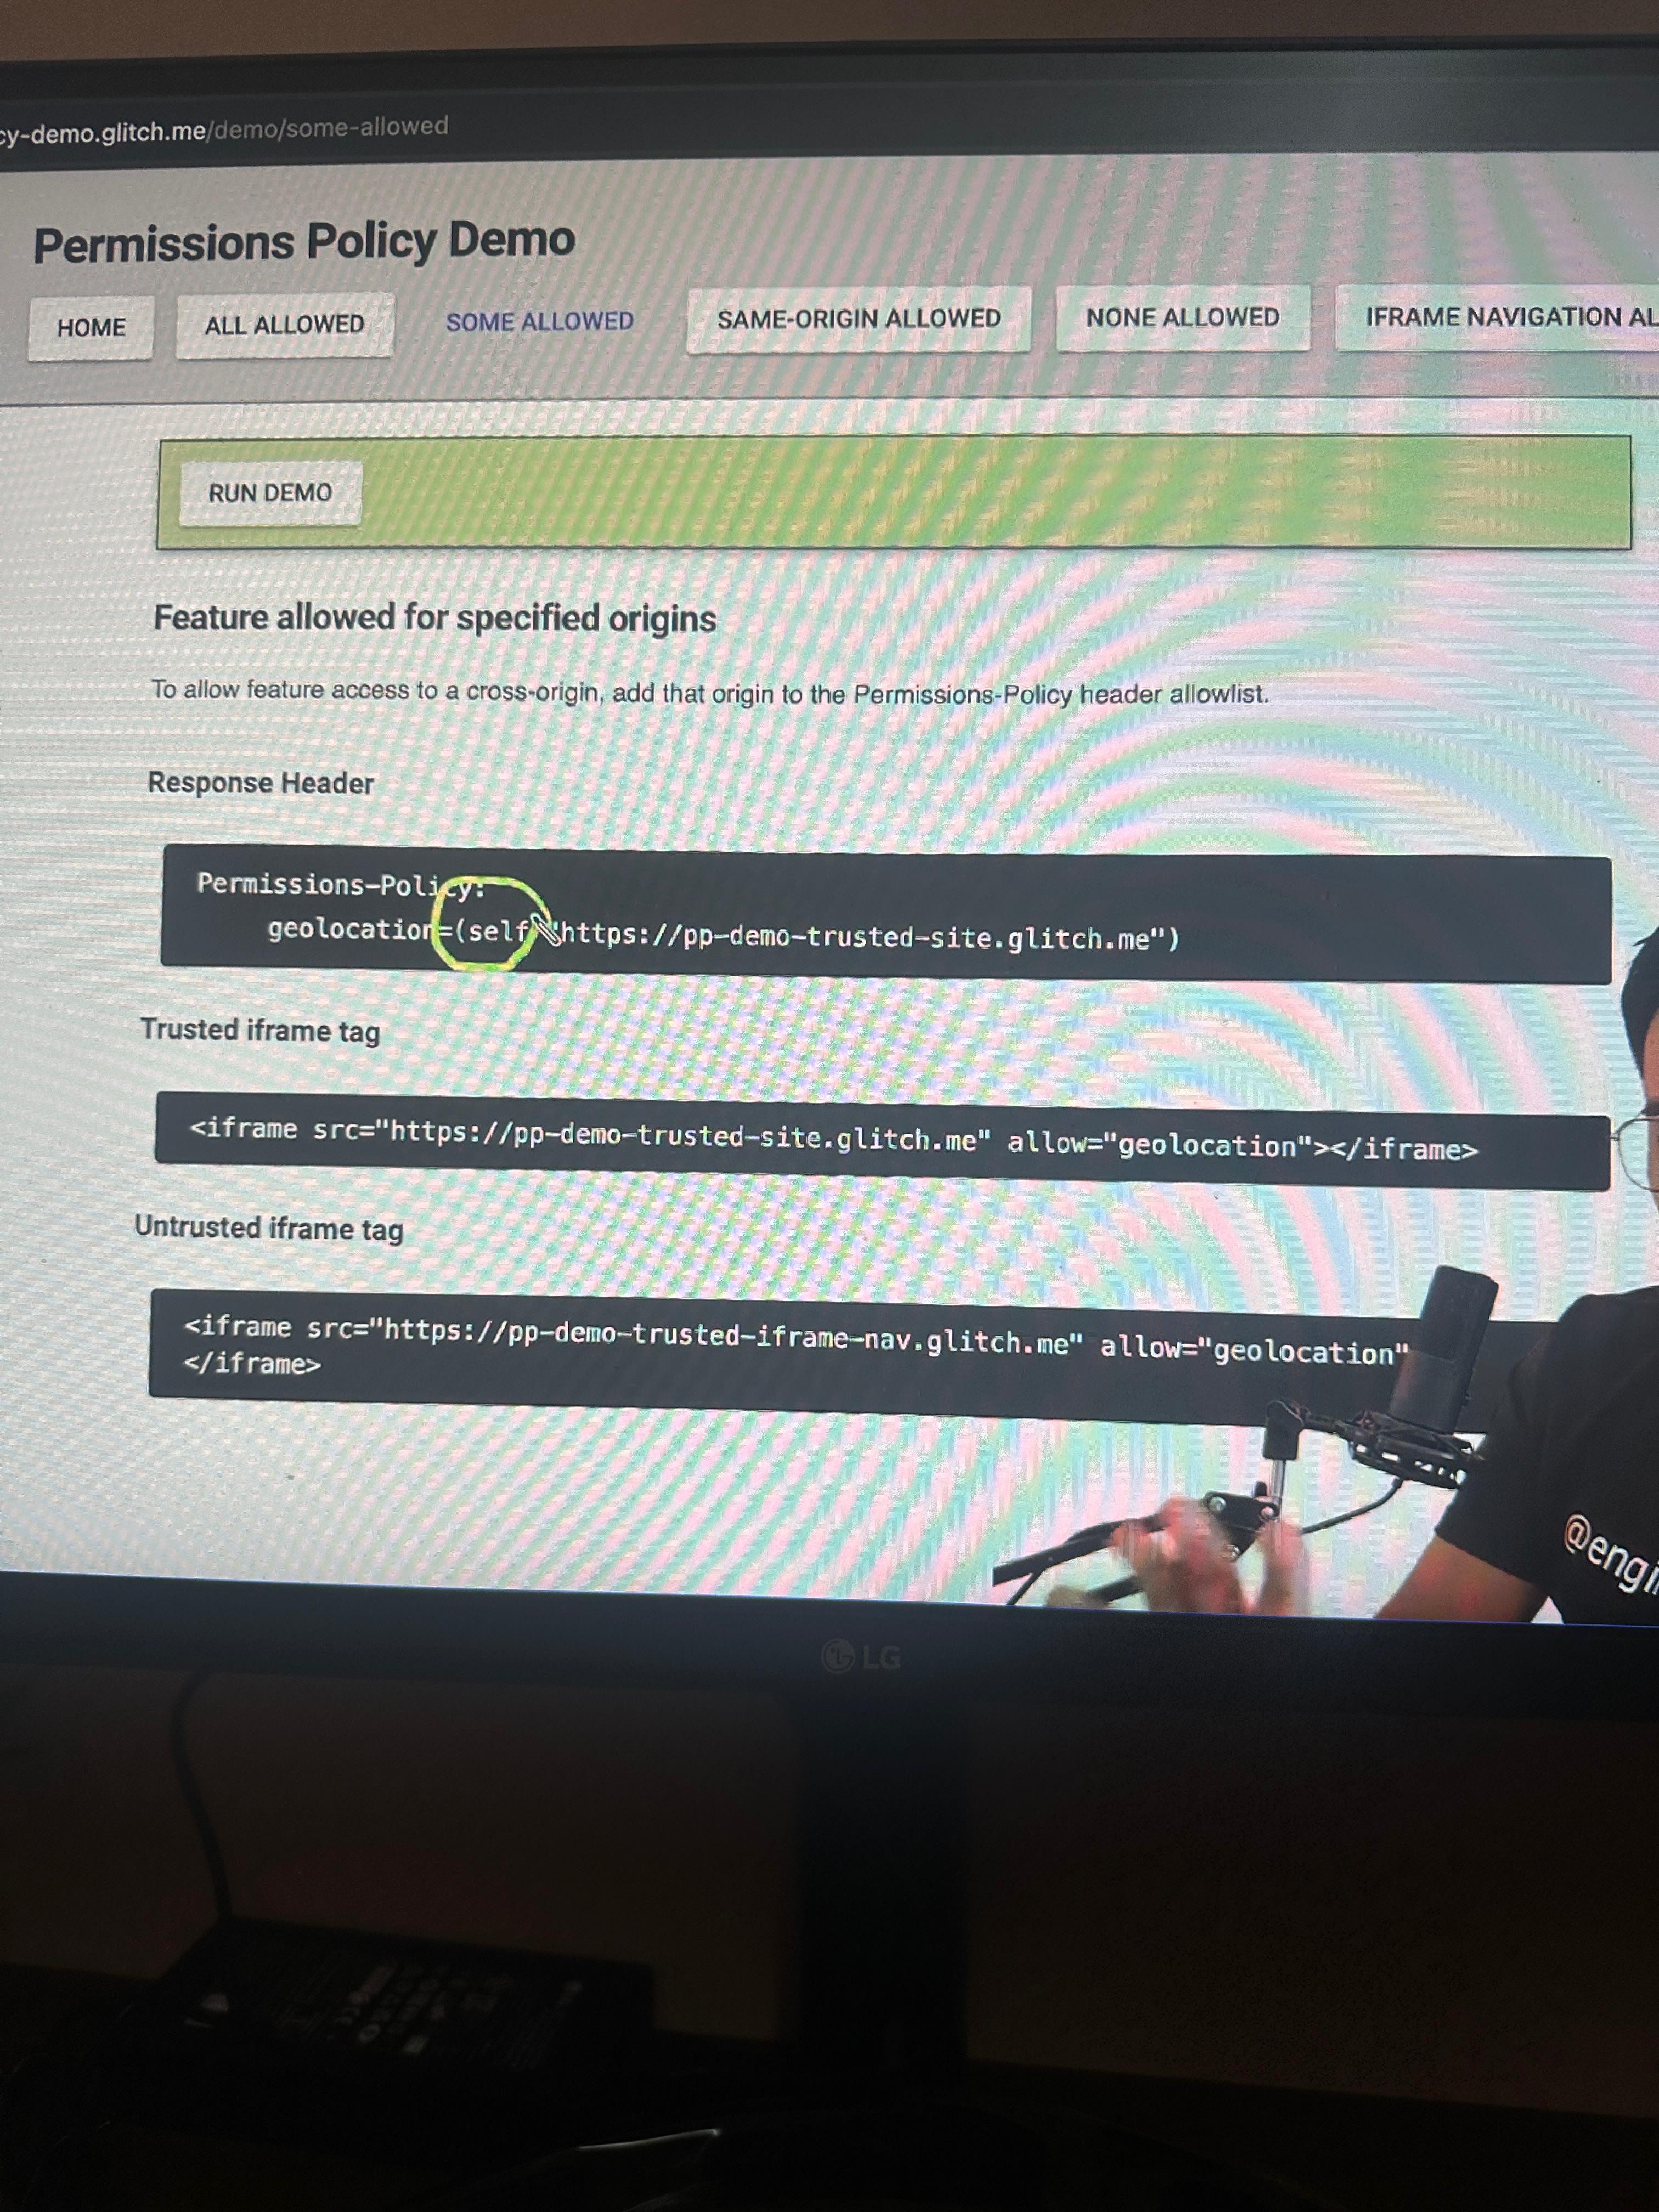 cy-demo.glitch.me/demo/some-allowed
Permissions Policy Demo
HOME
ALL ALLOWED
SOME ALLOWED
SAME-ORIGIN ALLOWED
NONE ALLOWED
IFRAME NAVIGATION AL
RUN DEMO
Feature allowed for specified origins
To allow feature access to a cross-origin, add that origin to the Permissions-Policy header allowlist.
Response Header
Permissions-Policy:
geolocation=(self "https://pp-demo-trusted-site.glitch.me")
Trusted iframe tag
<iframe src="https://pp-demo-trusted-site.glitch.me" allow="geolocation"></iframe>
Untrusted iframe tag
<iframe src="https://pp-demo-trusted-iframe-nav.glitch.me" allow="geolocation"
</iframe>
@engi
LG